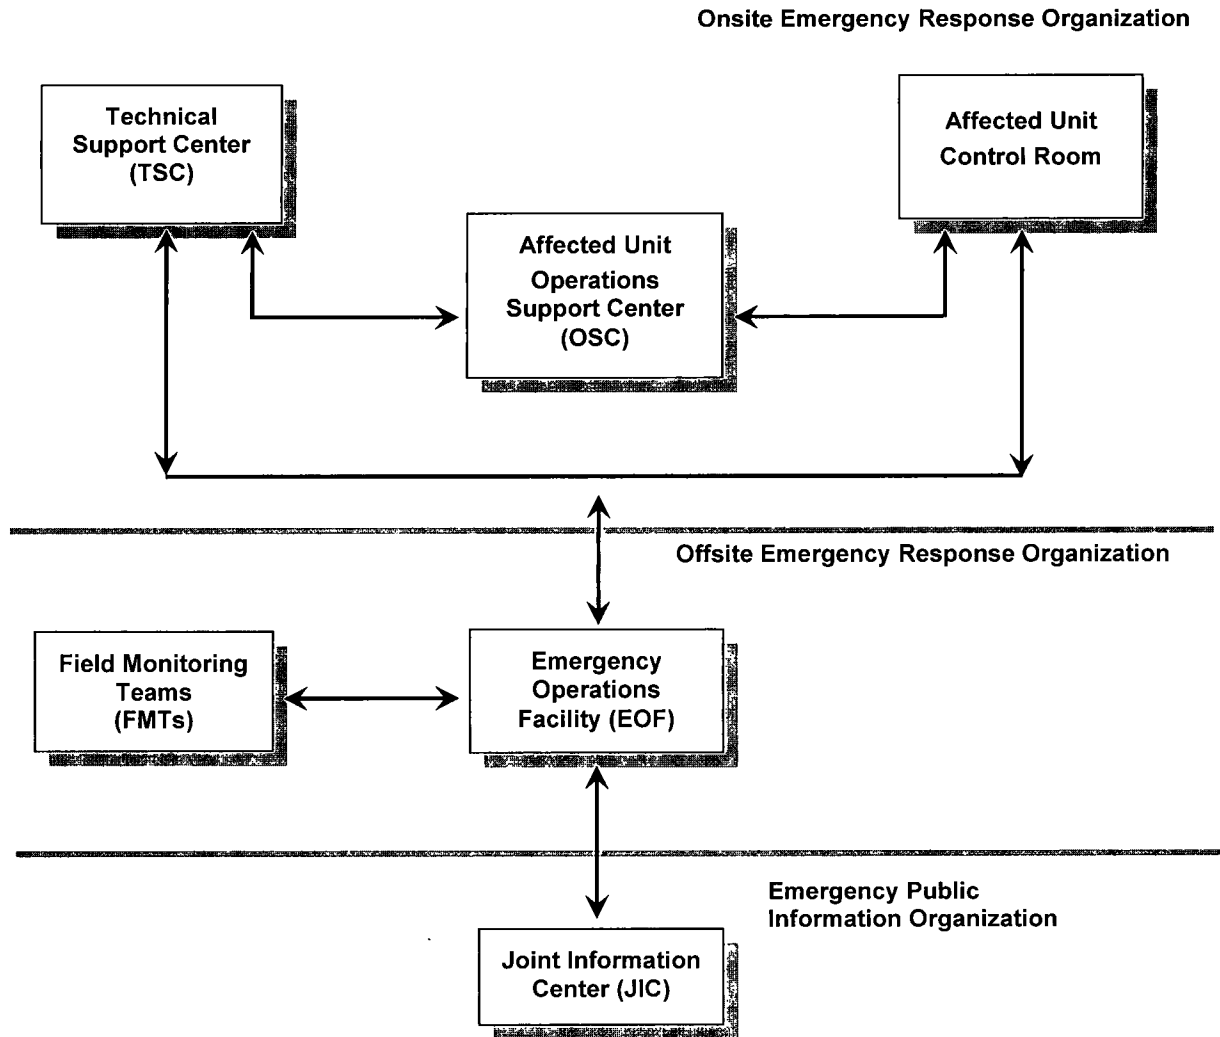 Onsite Emergency Response Organization
Technical
Support Center
(TSC)
Affected Unit
Control Room
Affected Unit
Operations
Support Center
(OSC)
Offsite Emergency Response Organization
Field Monitoring
Teams
(FMTs)
Emergency
Operations
Facility (EOF)
Emergency Public
Information Organization
Joint Information
Center (JIC)